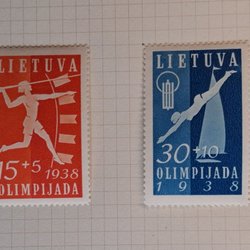 LIETUVA
15+5 1938
OLIMPIJADA
LIETUVA
30+10
OLIMPIJADA
1938